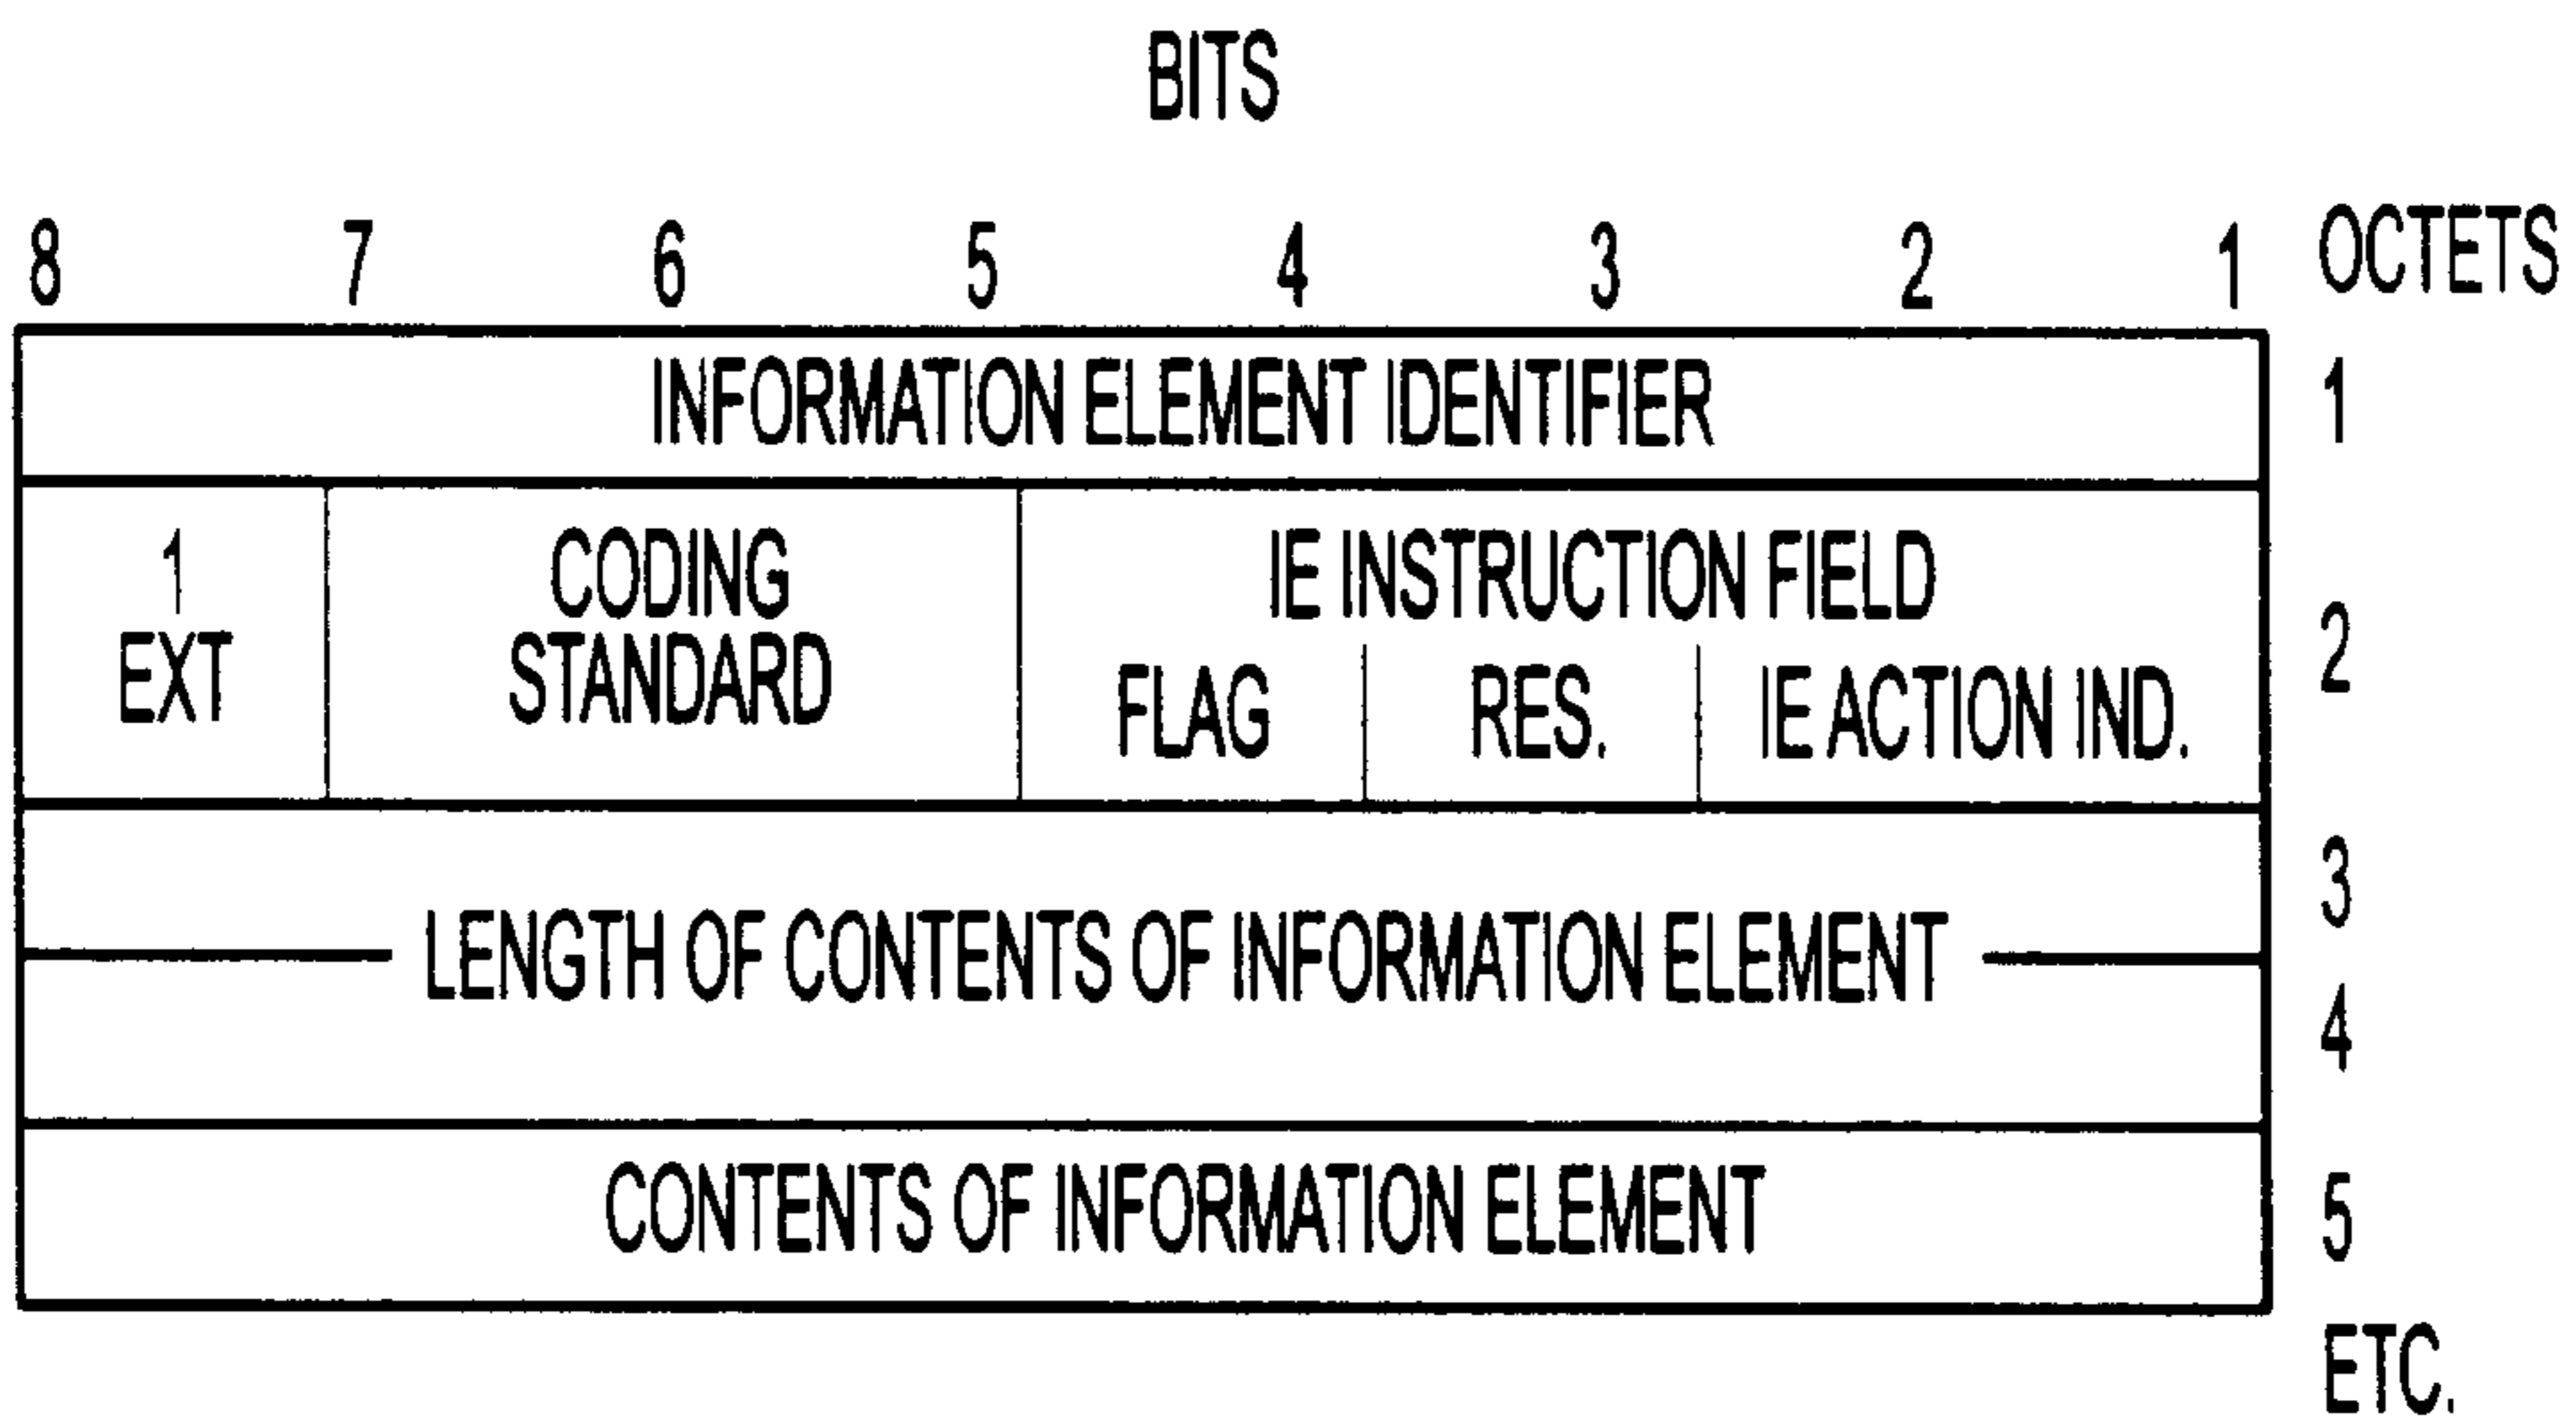 BITS
8 7 6 5 4 3 2 1 OCTETS
INFORMATION ELEMENT IDENTIFIER 1
1 CODING IE INSTRUCTION FIELD
EXT STANDARD FLAG RES. IE ACTION IND. 2
3
LENGTH OF CONTENTS OF INFORMATION ELEMENT
4
CONTENTS OF INFORMATION ELEMENT 5
ETC.